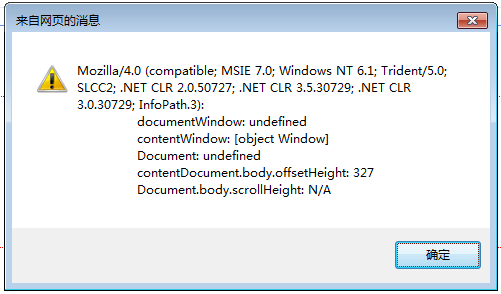 来自网页的消息
Mozilla/4.0 (compatible; MSIE 7.0; Windows NT 6.1; Trident/5.0;
SLCC2; .NET CLR 2.0.50727; .NET CLR 3.5.30729; .NET CLR
3.0.30729; InfoPath.3):
documentWindow: undefined
contentWindow: [object Window]
Document: undefined
contentDocument.body.offsetHeight: 327
Document.body.scrollHeight: N/A
确定